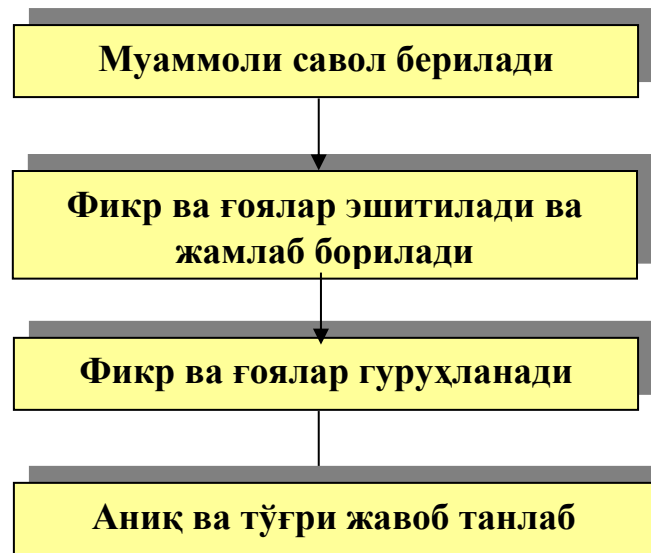 Муаммоли савол берилади
Фикр ва ғоялар эшитилади ва
жамлаб борилади
Фикр ва ғоялар гуруҳланади
Аниқ ва тўғри жавоб танлаб